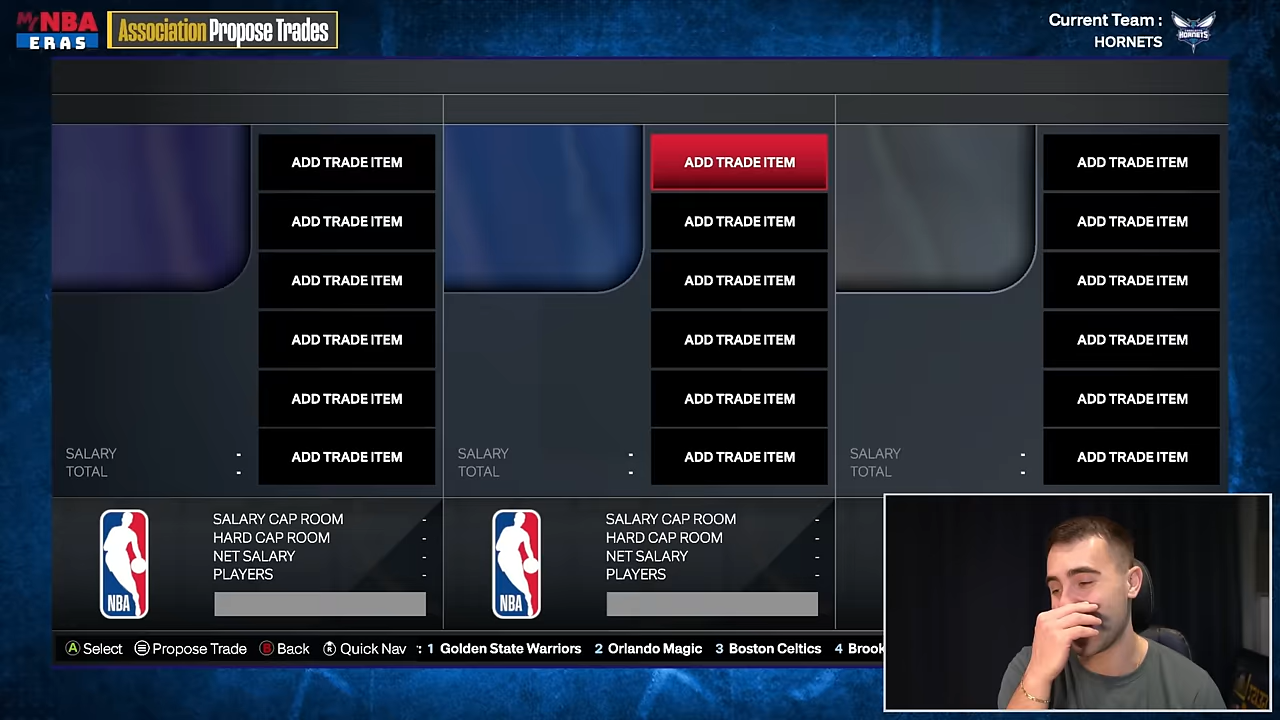 MyNBA
ERAS
Association Propose Trades
Current Team :
HORNETS
HORNETS
ADD TRADE ITEM
ADD TRADE ITEM
ADD TRADE ITEM
ADD TRADE ITEM
ADD TRADE ITEM
ADD TRADE ITEM
SALARY -
TOTAL -
ADD TRADE ITEM
ADD TRADE ITEM
ADD TRADE ITEM
ADD TRADE ITEM
ADD TRADE ITEM
ADD TRADE ITEM
SALARY -
TOTAL -
ADD TRADE ITEM
ADD TRADE ITEM
ADD TRADE ITEM
ADD TRADE ITEM
ADD TRADE ITEM
ADD TRADE ITEM
SALARY -
TOTAL -
NBA
SALARY CAP ROOM -
HARD CAP ROOM -
NET SALARY -
PLAYERS -
NBA
SALARY CAP ROOM -
HARD CAP ROOM -
NET SALARY -
PLAYERS -
A Select Propose Trade B Back R Quick Nav : 1 Golden State Warriors 2 Orlando Magic 3 Boston Celtics 4 Brook